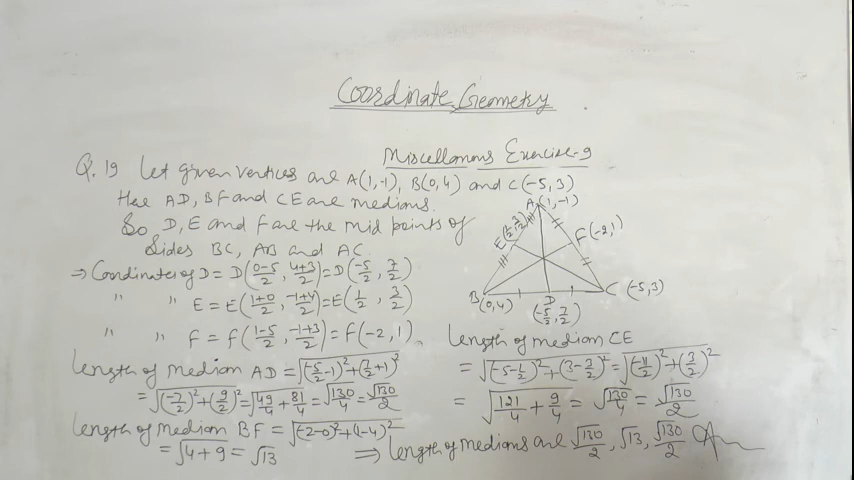 Coordinate Geometry
Miscellanous Exercise-9
Q.19 Let given vertices are A(1,-1), B(0,4) and C(-5,3)
Here AD, BF and CE are medians.
So D, E and F are the mid points of
Sides BC, AB and AC.
⇒ Coordinates of D = D((0-5)/2, (4+3)/2) = D(-5/2, 7/2)
" " E = E((1+0)/2, (-1+4)/2) = E(1/2, 3/2)
" " F = F((1-5)/2, (-1+3)/2) = F(-2, 1).
Length of median AD = √((-5/2-1)²+(7/2+1)²)
= √((-7/2)²+(9/2)²) = √(49/4+81/4) = √(130/4) = √130/2
Length of median BF = √((-2-0)²+(1-4)²)
= √(4+9) = √13
A(1,-1)
E(1/2, 3/2)
F(-2,1)
B(0,4)
D
(-5/2, 7/2)
C (-5,3)
Length of median CE
= √((-5-1/2)²+(3-3/2)²) = √((-11/2)²+(3/2)²)
= √(121/4+9/4) = √(130/4) = √130/2
⇒ Length of medians are √130/2, √13, √130/2